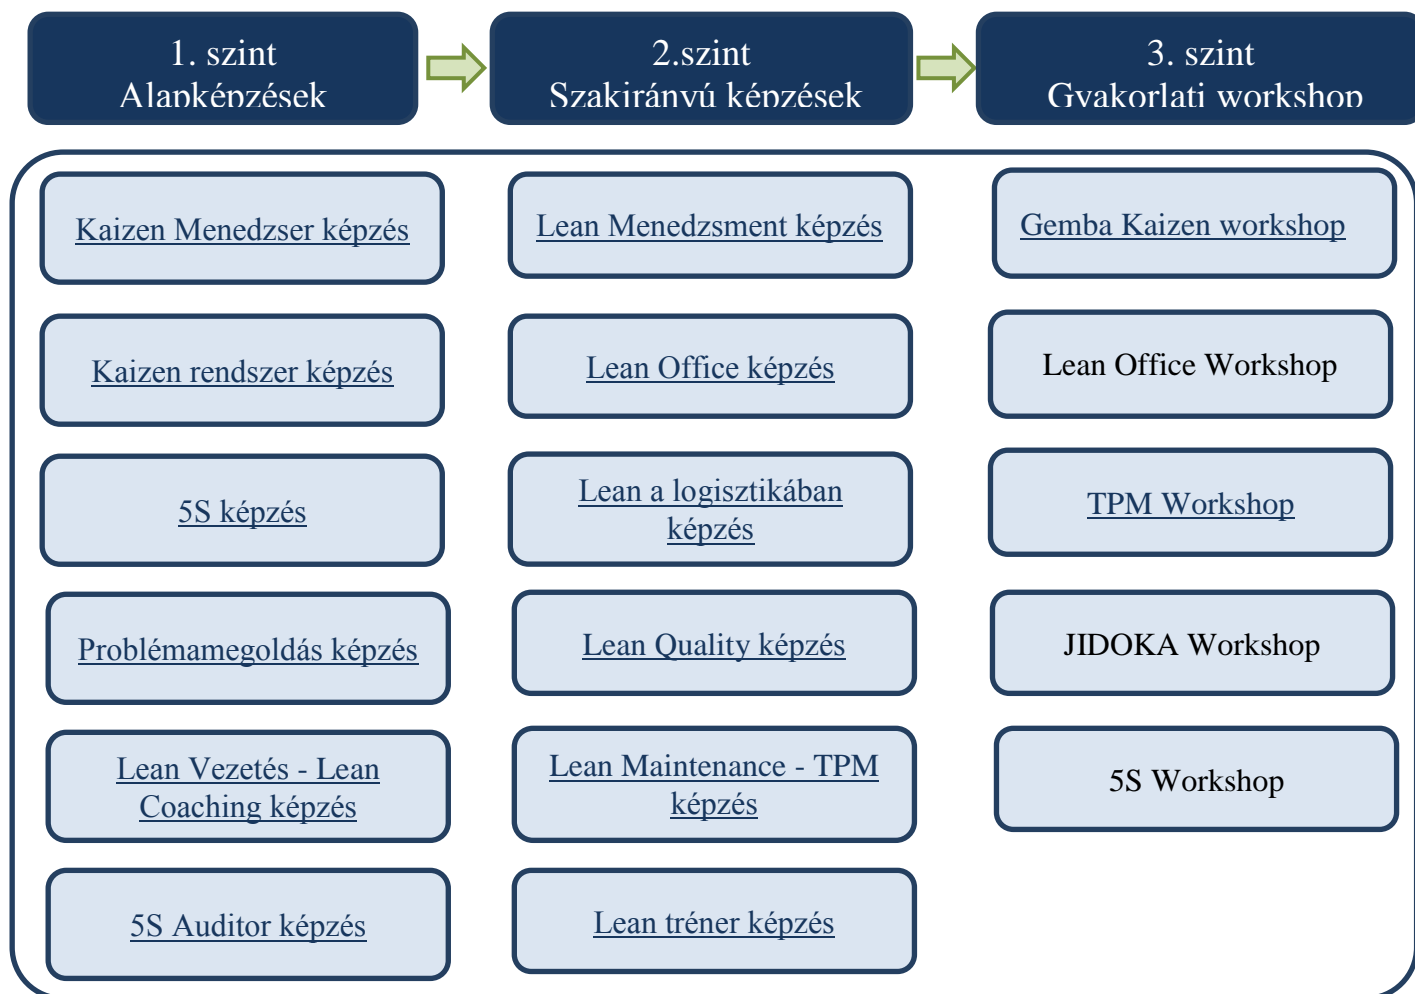 1. szint
Alapképzések
2.szint
Szakirányú képzések
3. szint
Gyakorlati workshop
Kaizen Menedzser képzés
Kaizen rendszer képzés
5S képzés
Problémamegoldás képzés
Lean Vezetés - Lean
Coaching képzés
5S Auditor képzés
Lean Menedzsment képzés
Lean Office képzés
Lean a logisztikában
képzés
Lean Quality képzés
Lean Maintenance - TPM
képzés
Lean tréner képzés
Gemba Kaizen workshop
Lean Office Workshop
TPM Workshop
JIDOKA Workshop
5S Workshop